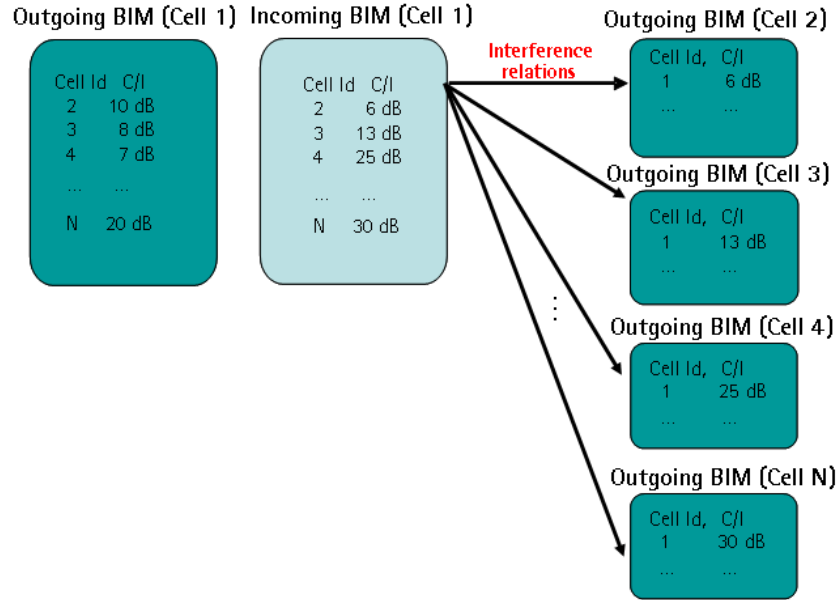 Outgoing BIM (Cell 1)
Cell Id C/I
2 10 dB
3 8 dB
4 7 dB
... ...
N 20 dB
Incoming BIM (Cell 1)
Cell Id C/I
2 6 dB
3 13 dB
4 25 dB
... ...
N 30 dB
Interference
relations
...
Outgoing BIM (Cell 2)
Cell Id, C/I
1 6 dB
... ...
Outgoing BIM (Cell 3)
Cell Id, C/I
1 13 dB
... ...
Outgoing BIM (Cell 4)
Cell Id, C/I
1 25 dB
... ...
Outgoing BIM (Cell N)
Cell Id, C/I
1 30 dB
... ...